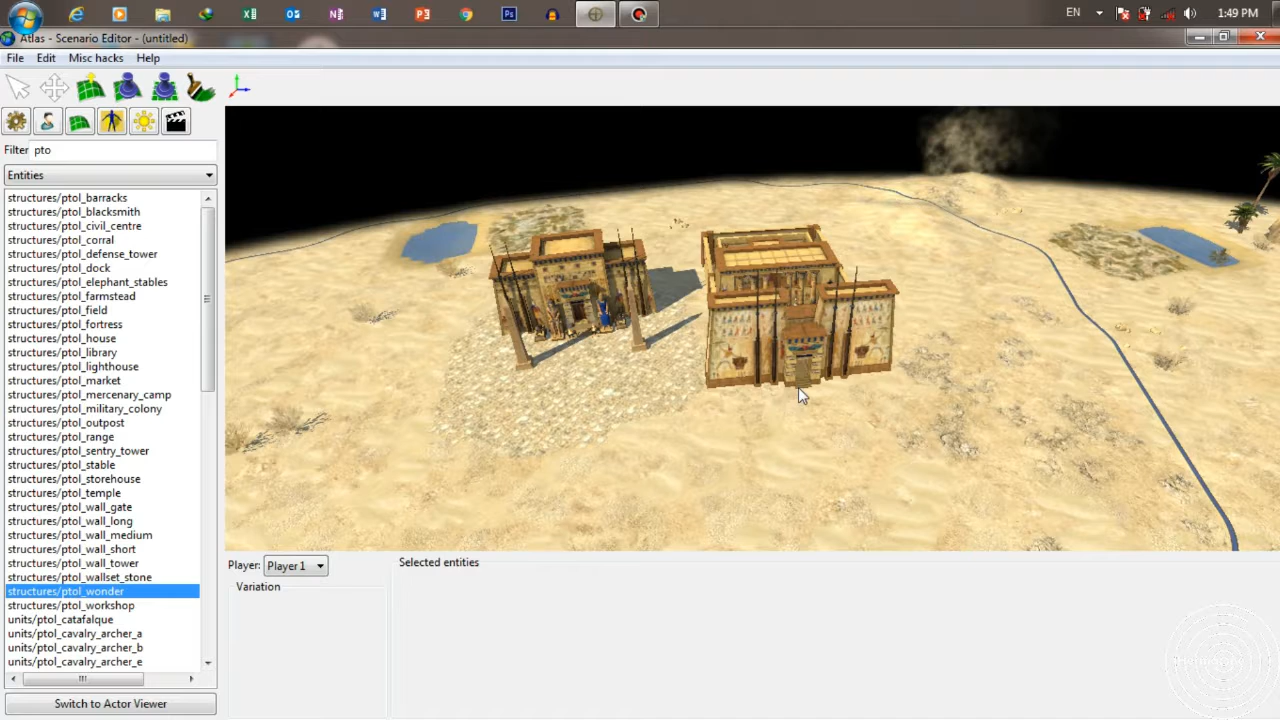 EN
1:49 PM
Atlas - Scenario Editor - (untitled)
File Edit Misc hacks Help
Filter pto
Entities
structures/ptol_barracks
structures/ptol_blacksmith
structures/ptol_civil_centre
structures/ptol_corral
structures/ptol_defense_tower
structures/ptol_dock
structures/ptol_elephant_stables
structures/ptol_farmstead
structures/ptol_field
structures/ptol_fortress
structures/ptol_house
structures/ptol_library
structures/ptol_lighthouse
structures/ptol_market
structures/ptol_mercenary_camp
structures/ptol_military_colony
structures/ptol_outpost
structures/ptol_range
structures/ptol_sentry_tower
structures/ptol_stable
structures/ptol_storehouse
structures/ptol_temple
structures/ptol_wall_gate
structures/ptol_wall_long
structures/ptol_wall_medium
structures/ptol_wall_short
structures/ptol_wall_tower
structures/ptol_wallset_stone
structures/ptol_wonder
structures/ptol_workshop
units/ptol_catafalque
units/ptol_cavalry_archer_a
units/ptol_cavalry_archer_b
units/ptol_cavalry_archer_e
Switch to Actor Viewer
Player: Player 1
Variation
Selected entities